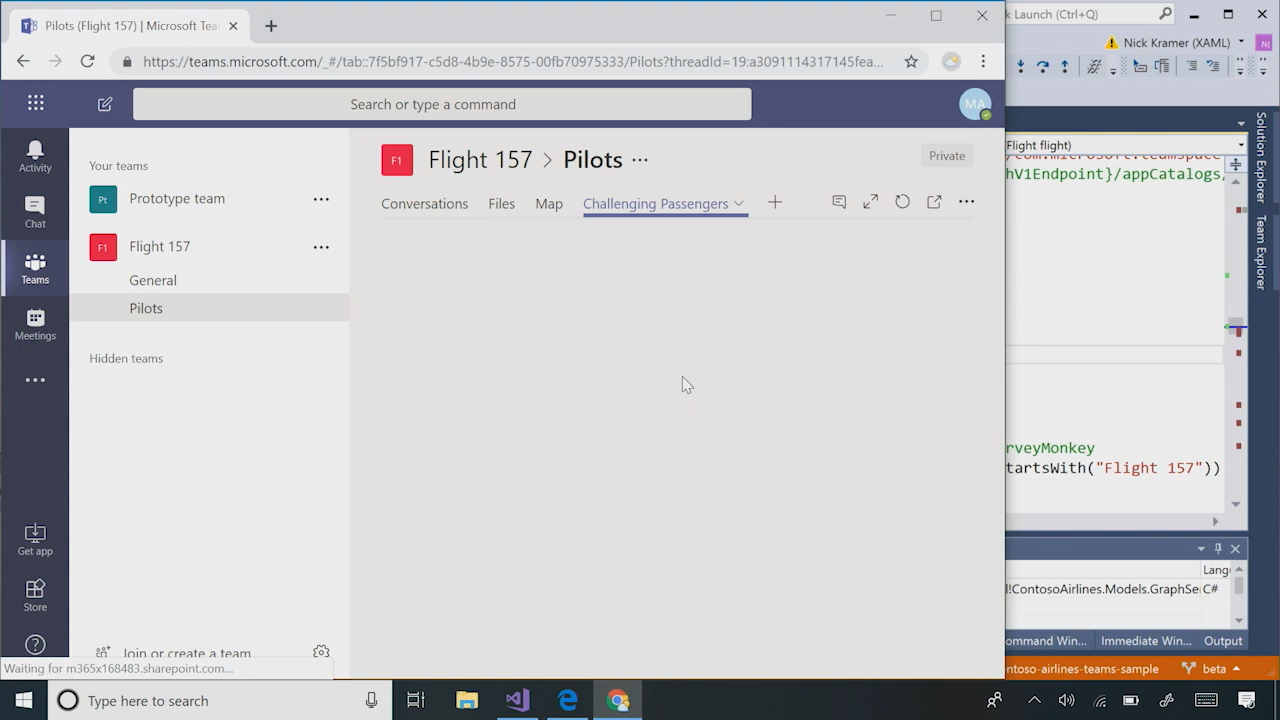 Pilots (Flight 157) | Microsoft Tea
https://teams.microsoft.com/_#/tab::7f5bf917-c5d8-4b9e-8575-00fb70975333/Pilots?threadId=19:a3091114317145fea...
Search or type a command
MA
Activity
Chat
Teams
Meetings
Get app
Store
Your teams
Pt Prototype team
F1 Flight 157
General
Pilots
Hidden teams
Join or create a team
Waiting for m365x168483.sharepoint.com...
F1 Flight 157 > Pilots ...
Private
Conversations Files Map Challenging Passengers
Launch (Ctrl+Q)
Nick Kramer (XAML) N(
Solution Explorer
Team Explorer
Flight flight)
/com.microsoft.teamspace
hV1Endpoint}/appCatalogs/
rveyMonkey
tartsWith("Flight 157"))
Lang
!ContosoAirlines.Models.GraphSe C#
ommand Win... Immediate Win... Output
ntoso-airlines-teams-sample beta
Type here to search